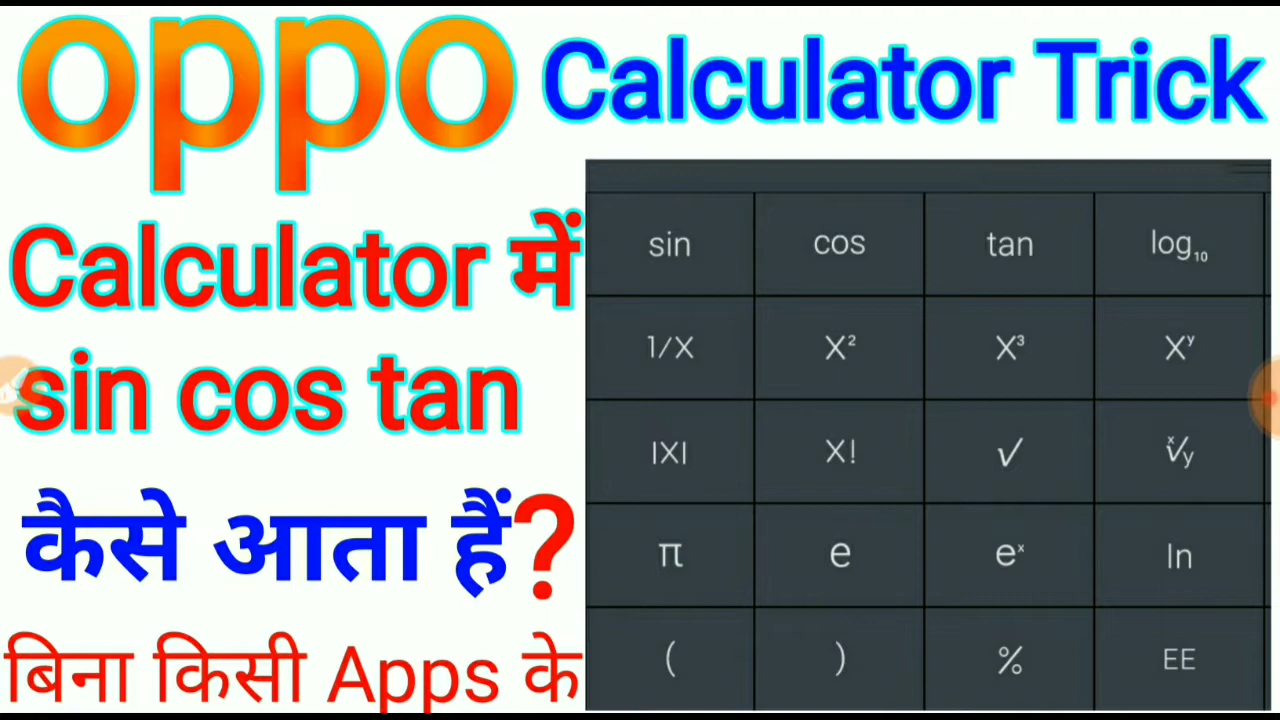 oppo Calculator Trick
Calculator में
sin cos tan
कैसे आता हैं?
बिना किसी Apps के
sin cos tan log₁₀
1/X X² X³ Xʸ
|X| X! √ ˣ√y
π e eˣ ln
( ) % EE